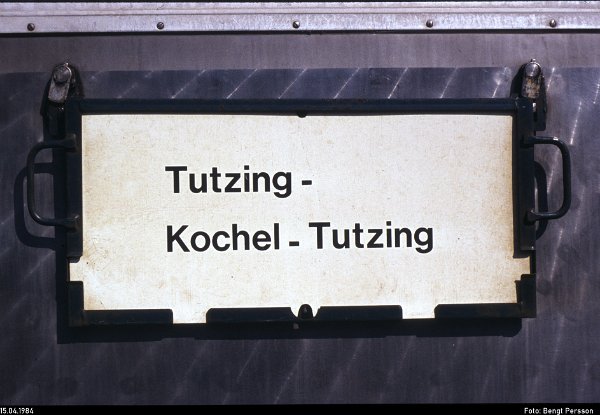 Tutzing -
Kochel - Tutzing
15.04.1984
Foto: Bengt Persson